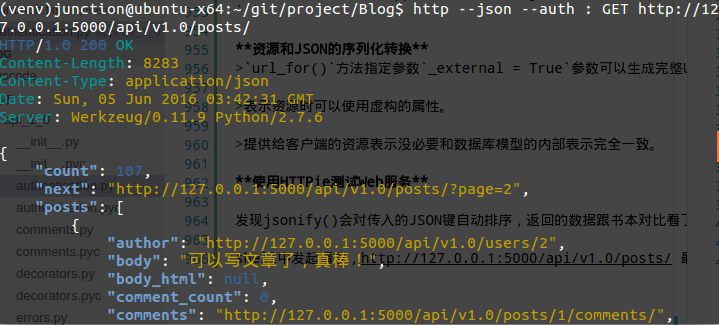 (venv)junction@ubuntu-x64:~/git/project/Blog$ http --json --auth : GET http://12
7.0.0.1:5000/api/v1.0/posts/
HTTP/1.0 200 OK
Content-Length: 8283
Content-Type: application/json
Date: Sun, 05 Jun 2016 03:42:31 GMT
Server: Werkzeug/0.11.9 Python/2.7.6
{
"count": 107,
"next": "http://127.0.0.1:5000/api/v1.0/posts/?page=2",
"posts": [
{
"author": "http://127.0.0.1:5000/api/v1.0/users/2",
"body": "可以写文章了，真棒！",
"body_html": null,
"comment_count": 0,
"comments": "http://127.0.0.1:5000/api/v1.0/posts/1/comments/",
__init__.py
__init__.pyc
comments.py
comments.pyc
decorators.py
decorators.pyc
errors.py
955 **资源和JSON的序列化转换**
956 >`url_for()`方法指定参数`_external = True`参数可以生成完整U
>表示资源时可以使用虚构的属性。
960 >提供给客户端的资源表示没必要和数据库模型的内部表示完全一致。
962 **使用HTTPie测试Web服务**
964 发现jsonify()会对传入的JSON键自动排序，返回的数据跟书本对比看了
http://127.0.0.1:5000/api/v1.0/posts/